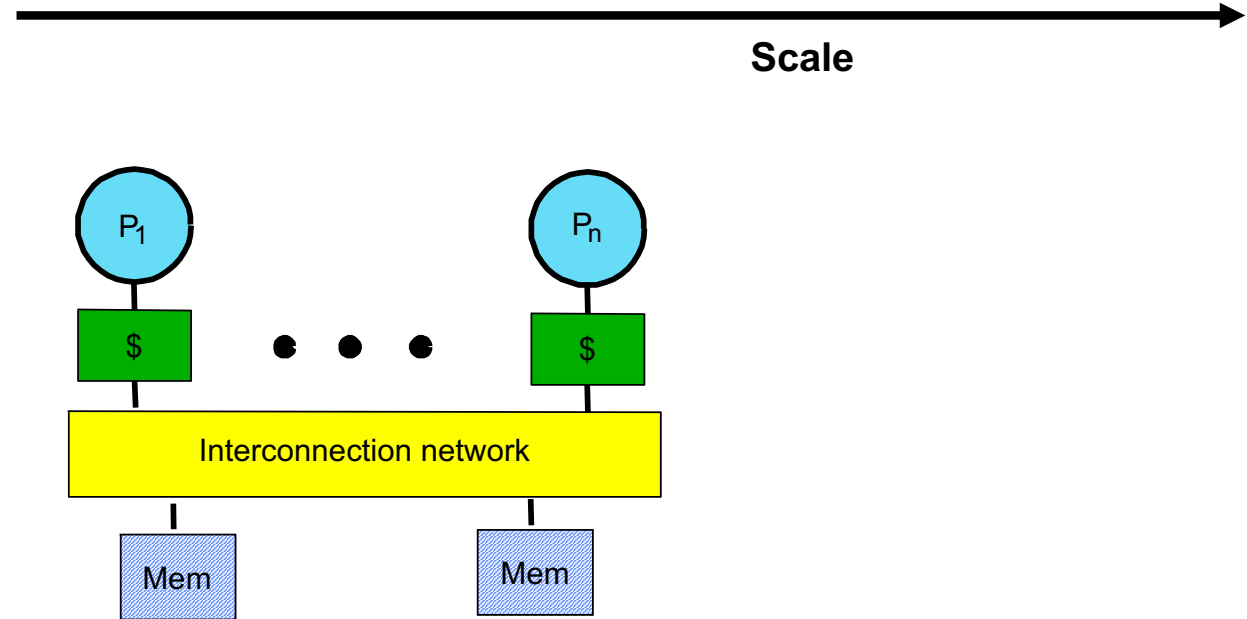 Scale
P1
Pn
$
$
Interconnection network
Mem
Mem